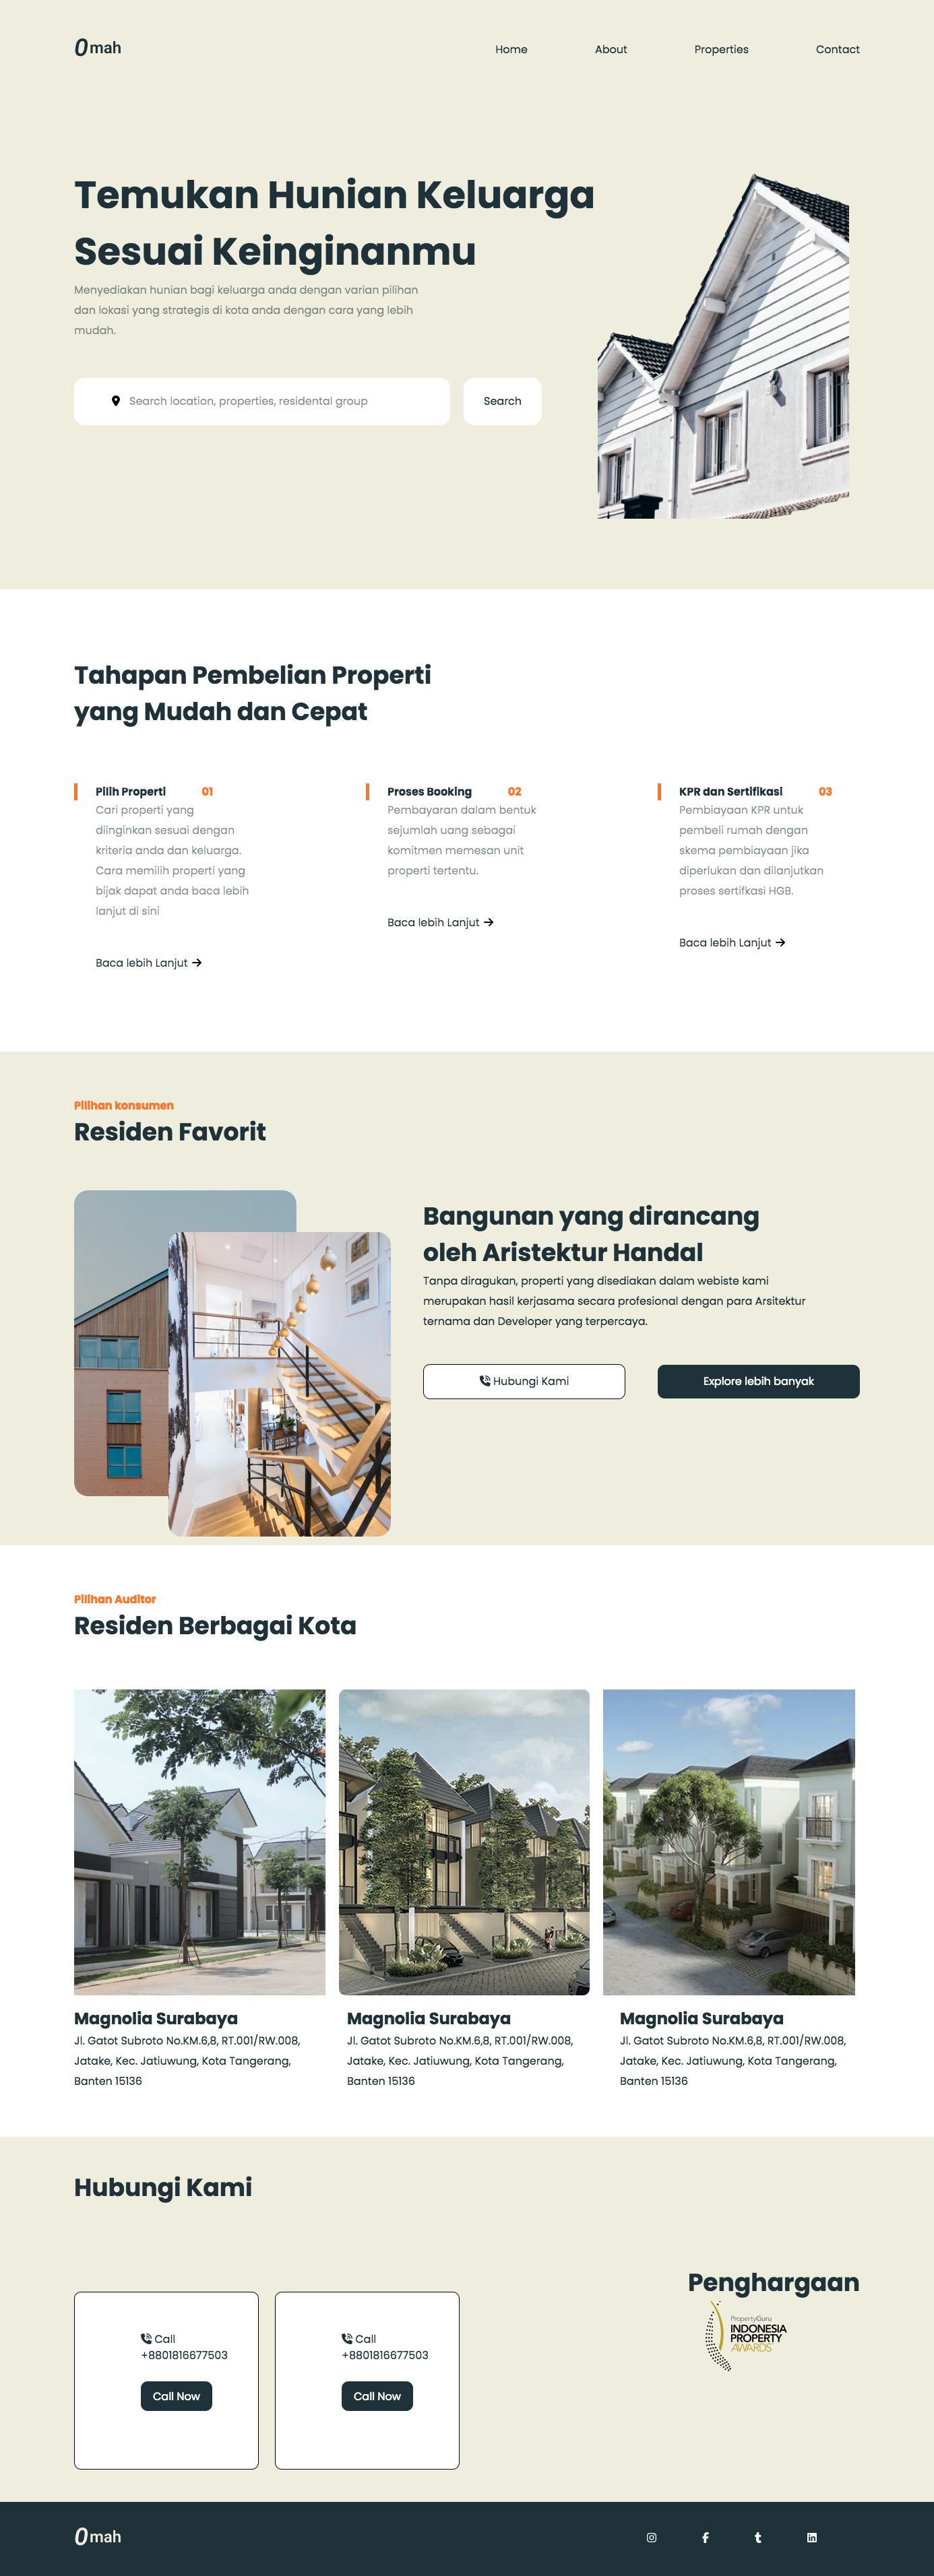 Omah
Home
About
Properties
Contact
Temukan Hunian Keluarga
Sesuai Keinginanmu
Menyediakan hunian bagi keluarga anda dengan varian pilihan
dan lokasi yang strategis di kota anda dengan cara yang lebih
mudah.
Search location, properties, residental group
Search
Tahapan Pembelian Properti
yang Mudah dan Cepat
Pilih Properti 01
Cari properti yang
diinginkan sesuai dengan
kriteria anda dan keluarga.
Cara memilih properti yang
bijak dapat anda baca lebih
lanjut di sini
Baca lebih Lanjut →
Proses Booking 02
Pembayaran dalam bentuk
sejumlah uang sebagai
komitmen memesan unit
properti tertentu.
Baca lebih Lanjut →
KPR dan Sertifikasi 03
Pembiayaan KPR untuk
pembeli rumah dengan
skema pembiayaan jika
diperlukan dan dilanjutkan
proses sertifkasi HGB.
Baca lebih Lanjut →
Pilihan konsumen
Residen Favorit
Bangunan yang dirancang
oleh Aristektur Handal
Tanpa diragukan, properti yang disediakan dalam webiste kami
merupakan hasil kerjasama secara profesional dengan para Arsitektur
ternama dan Developer yang terpercaya.
Hubungi Kami
Explore lebih banyak
Pilihan Auditor
Residen Berbagai Kota
Magnolia Surabaya
Jl. Gatot Subroto No.KM.6,8, RT.001/RW.008,
Jatake, Kec. Jatiuwung, Kota Tangerang,
Banten 15136
Magnolia Surabaya
Jl. Gatot Subroto No.KM.6,8, RT.001/RW.008,
Jatake, Kec. Jatiuwung, Kota Tangerang,
Banten 15136
Magnolia Surabaya
Jl. Gatot Subroto No.KM.6,8, RT.001/RW.008,
Jatake, Kec. Jatiuwung, Kota Tangerang,
Banten 15136
Hubungi Kami
Call
+8801816677503
Call Now
Call
+8801816677503
Call Now
Penghargaan
PropertyGuru
INDONESIA
PROPERTY
AWARDS
Omah